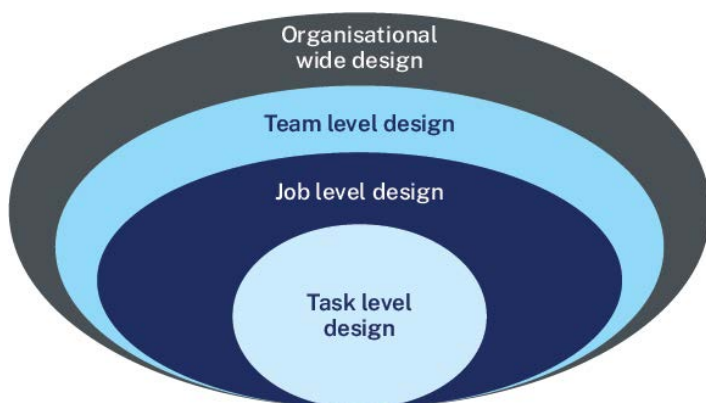 Organisational
wide design
Team level design
Job level design
Task level
design